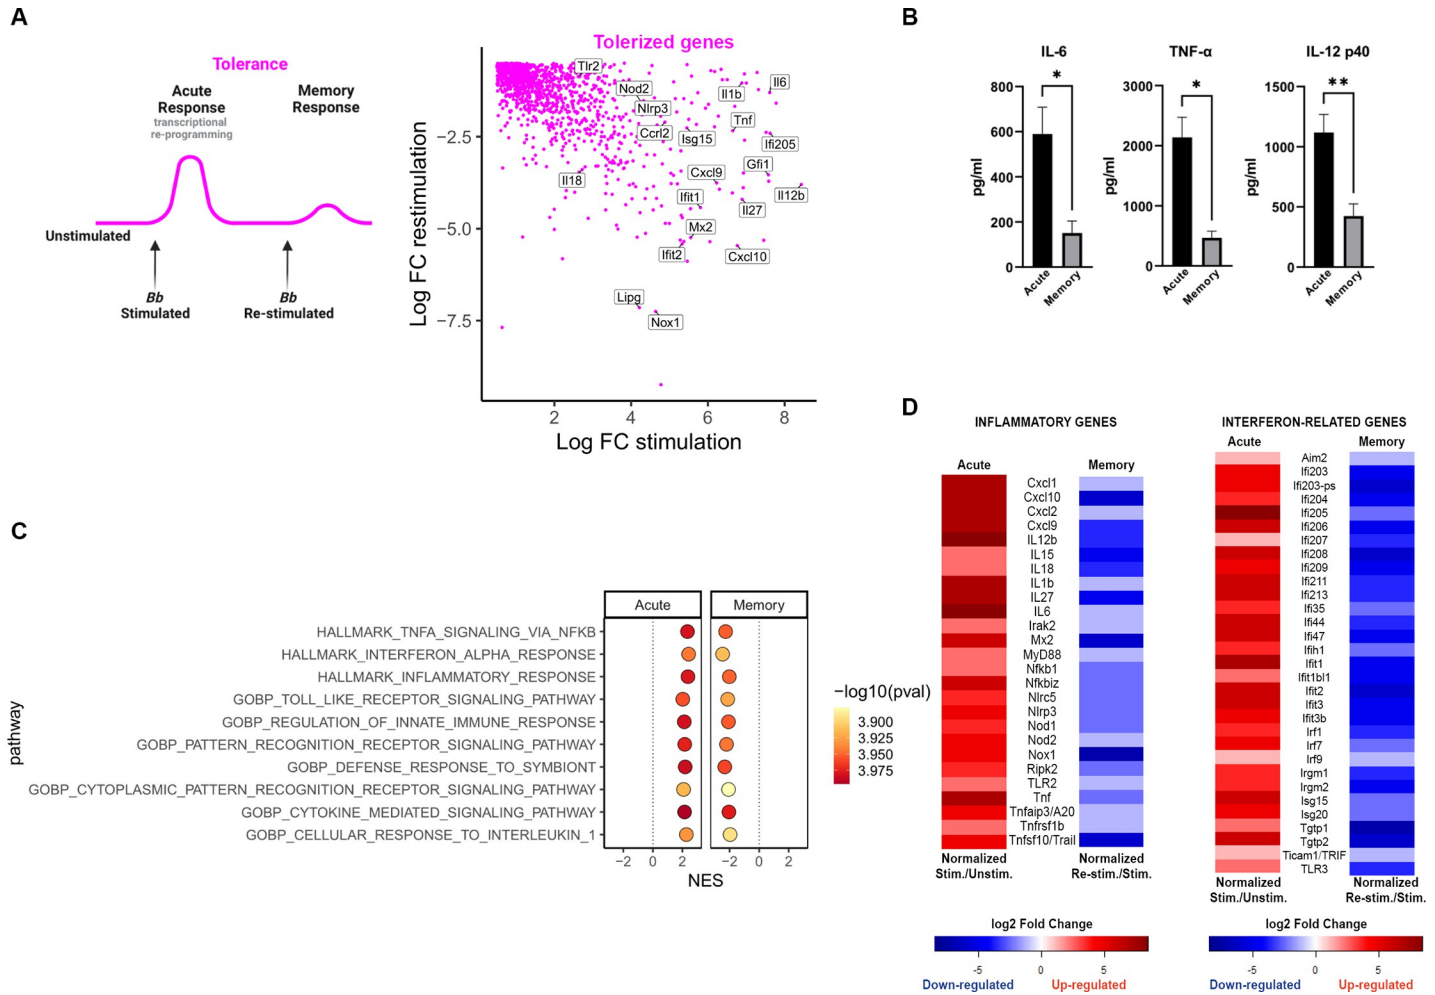 A
Tolerance
Acute
Response
transcriptional
re-programming
Memory
Response
Unstimulated
Bb
Stimulated
Bb
Re-stimulated
Tolerized genes
Log FC restimulation
−2.5
−5.0
−7.5
Tlr2
Nod2
Il1b
Il6
Nlrp3
Tnf
Ccrl2
Isg15
Ifi205
Gfi1
Il18
Cxcl9
Ifit1
Il12b
Il27
Mx2
Ifit2
Cxcl10
Lipg
Nox1
2
4
6
8
Log FC stimulation
B
IL-6
pg/ml
800
600
400
200
0
*
Acute
Memory
TNF-α
pg/ml
3000
2000
1000
0
*
Acute
Memory
IL-12 p40
pg/ml
1500
1000
500
0
**
Acute
Memory
C
pathway
Acute
Memory
HALLMARK_TNFA_SIGNALING_VIA_NFKB
HALLMARK_INTERFERON_ALPHA_RESPONSE
HALLMARK_INFLAMMATORY_RESPONSE
GOBP_TOLL_LIKE_RECEPTOR_SIGNALING_PATHWAY
GOBP_REGULATION_OF_INNATE_IMMUNE_RESPONSE
GOBP_PATTERN_RECOGNITION_RECEPTOR_SIGNALING_PATHWAY
GOBP_DEFENSE_RESPONSE_TO_SYMBIONT
GOBP_CYTOPLASMIC_PATTERN_RECOGNITION_RECEPTOR_SIGNALING_PATHWAY
GOBP_CYTOKINE_MEDIATED_SIGNALING_PATHWAY
GOBP_CELLULAR_RESPONSE_TO_INTERLEUKIN_1
−2 0 2
−2 0 2
NES
−log10(pval)
3.900
3.925
3.950
3.975
D
INFLAMMATORY GENES
Acute
Memory
Cxcl1
Cxcl10
Cxcl2
Cxcl9
IL12b
IL15
IL18
IL1b
IL27
IL6
Irak2
Mx2
MyD88
Nfkb1
Nfkbiz
Nlrc5
Nlrp3
Nod1
Nod2
Nox1
Ripk2
TLR2
Tnf
Tnfaip3/A20
Tnfrsf1b
Tnfsf10/Trail
Normalized
Stim./Unstim.
Normalized
Re-stim./Stim.
log2 Fold Change
-5
0
5
Down-regulated
Up-regulated
INTERFERON-RELATED GENES
Acute
Memory
Aim2
Ifi203
Ifi203-ps
Ifi204
Ifi205
Ifi206
Ifi207
Ifi208
Ifi209
Ifi211
Ifi213
Ifi35
Ifi44
Ifi47
Ifih1
Ifit1
Ifit1bl1
Ifit2
Ifit3
Ifit3b
Irf1
Irf7
Irf9
Irgm1
Irgm2
Isg15
Isg20
Tgtp1
Tgtp2
Ticam1/TRIF
TLR3
Normalized
Stim./Unstim.
Normalized
Re-stim./Stim.
log2 Fold Change
-5
0
5
Down-regulated
Up-regulated